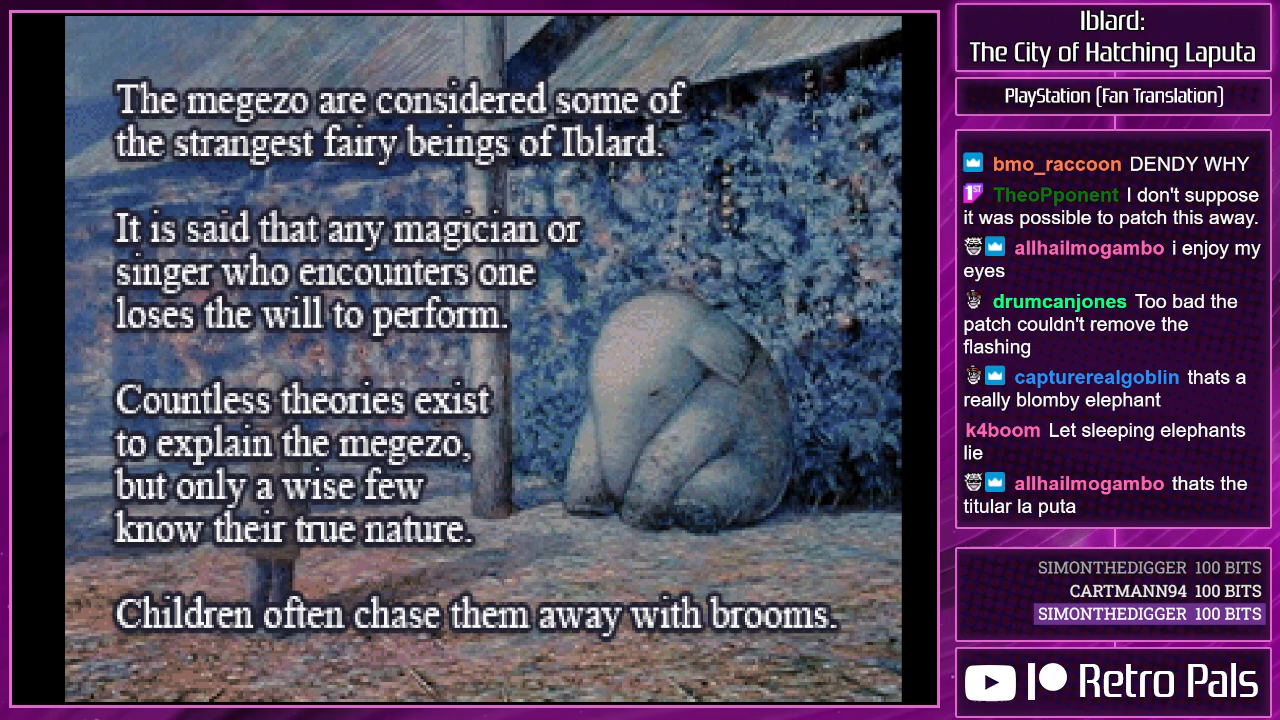 The megezo are considered some of
the strangest fairy beings of Iblard.
It is said that any magician or
singer who encounters one
loses the will to perform.
Countless theories exist
to explain the megezo,
but only a wise few
know their true nature.
Children often chase them away with brooms.
Iblard:
The City of Hatching Laputa
PlayStation (Fan Translation)
bmo_raccoon DENDY WHY
1ST TheoPponent I don't suppose
it was possible to patch this away.
allhailmogambo i enjoy my
eyes
drumcanjones Too bad the
patch couldn't remove the
flashing
capturerealgoblin thats a
really blomby elephant
k4boom Let sleeping elephants
lie
allhailmogambo thats the
titular la puta
SIMONTHEDIGGER 100 BITS
CARTMANN94 100 BITS
SIMONTHEDIGGER 100 BITS
Retro Pals